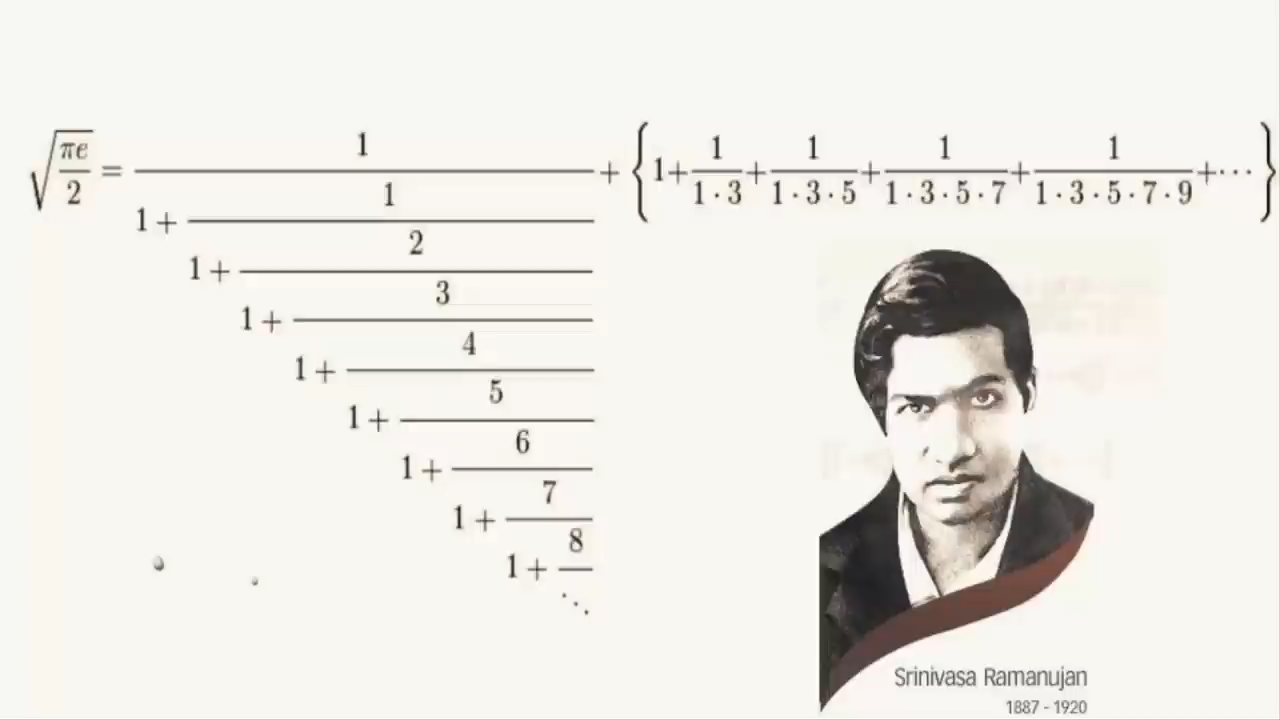 √(πe/2) = 1/(1 + 1/(1 + 2/(1 + 3/(1 + 4/(1 + 5/(1 + 6/(1 + 7/(1 + 8/⋱))))))))) + {1 + 1/(1·3) + 1/(1·3·5) + 1/(1·3·5·7) + 1/(1·3·5·7·9) + ···}
Srinivasa Ramanujan
1887 - 1920